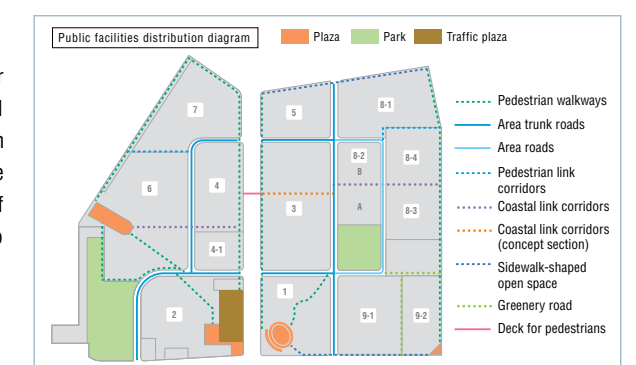 Public facilities distribution diagram
Plaza
Park
Traffic plaza
7
5
8-1
8-2
B
8-4
6
4
3
A
8-3
4-1
2
1
9-1
9-2
Pedestrian walkways
Area trunk roads
Area roads
Pedestrian link
corridors
Coastal link corridors
Coastal link corridors
(concept section)
Sidewalk-shaped
open space
Greenery road
Deck for pedestrians